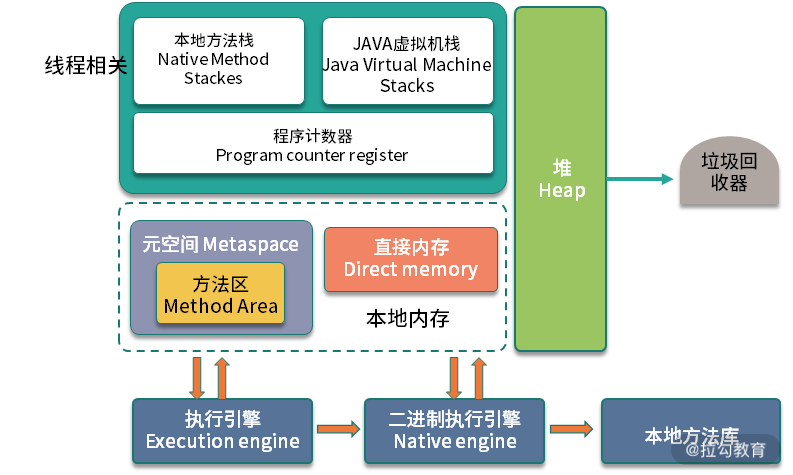 线程相关
本地方法栈
Native Method
Stackes
JAVA虚拟机栈
Java Virtual Machine
Stacks
程序计数器
Program counter register
堆
Heap
垃圾回
收器
元空间 Metaspace
方法区
Method Area
直接内存
Direct memory
本地内存
执行引擎
Execution engine
二进制执行引擎
Native engine
本地方法库
@拉勾教育